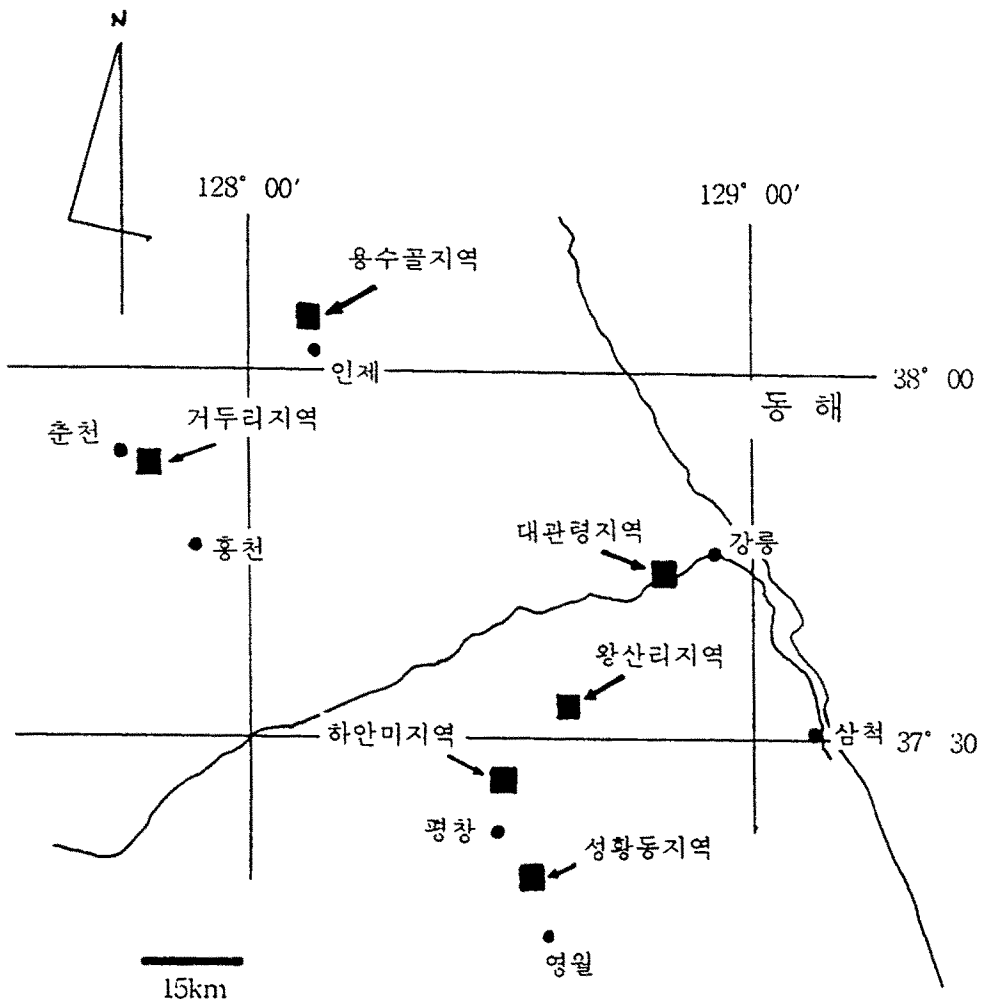 N
128° 00′
129° 00′
용수골지역
인제
38° 00
동 해
거두리지역
춘천
홍천
대관령지역
강릉
왕산리지역
하안미지역
삼척
37° 30
평창
성황동지역
영월
15km